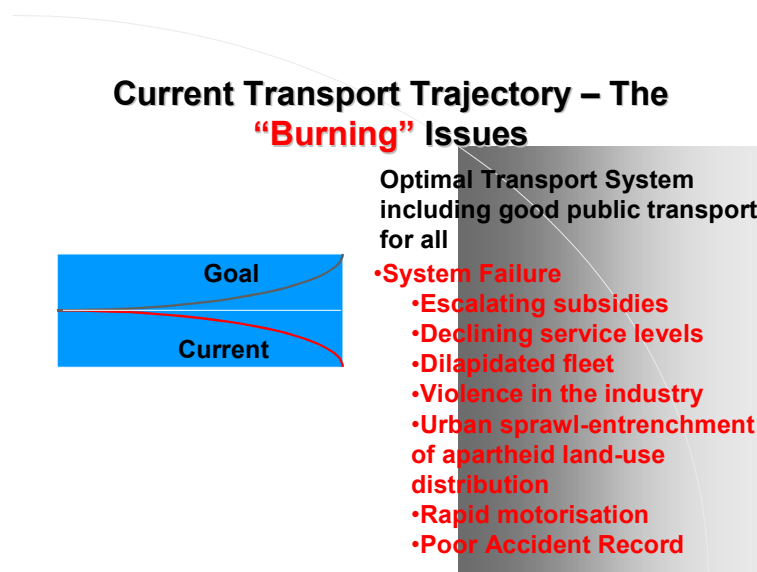 Current Transport Trajectory – The
“Burning” Issues
Optimal Transport System
including good public transport
for all
Goal
Current
•System Failure
•Escalating subsidies
•Declining service levels
•Dilapidated fleet
•Violence in the industry
•Urban sprawl-entrenchment
of apartheid land-use
distribution
•Rapid motorisation
•Poor Accident Record